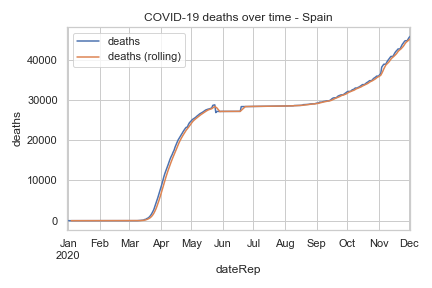 COVID-19 deaths over time - Spain
deaths
deaths (rolling)
40000
30000
20000
10000
0
deaths
Jan Feb Mar Apr May Jun Jul Aug Sep Oct Nov Dec
2020
dateRep